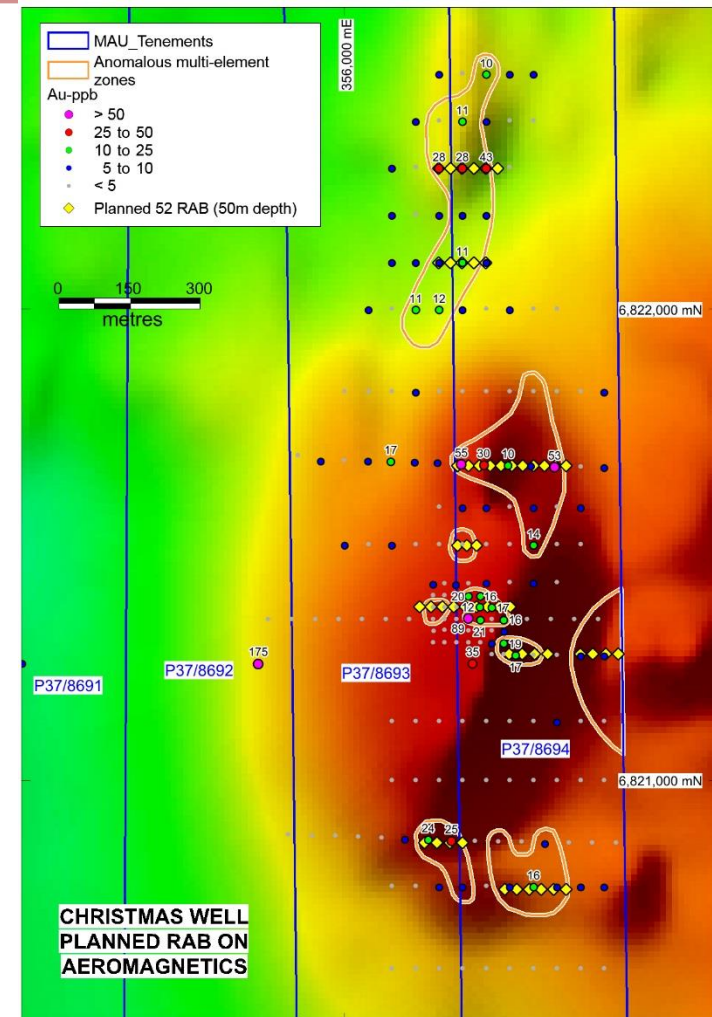 MAU_Tenements
Anomalous multi-element
zones
Au-ppb
> 50
25 to 50
10 to 25
5 to 10
< 5
Planned 52 RAB (50m depth)
0 150 300
metres
356,000 mE
10
11
28 28 43
11
11 12
6,822,000 mN
17 55 30 10 53
14
20 16
12 17
16
89 21
19
175 35 17
P37/8691 P37/8692 P37/8693
P37/8694
6,821,000 mN
24 25
16
CHRISTMAS WELL
PLANNED RAB ON
AEROMAGNETICS